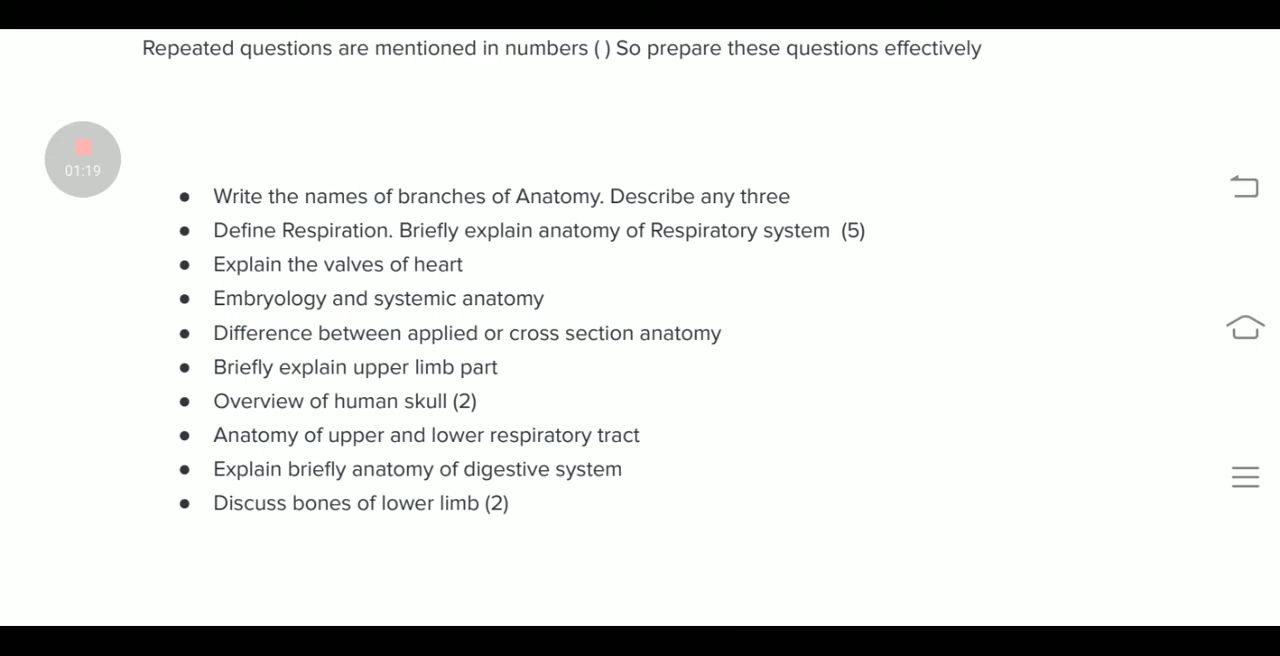 Repeated questions are mentioned in numbers ( ) So prepare these questions effectively
01:19
● Write the names of branches of Anatomy. Describe any three
● Define Respiration. Briefly explain anatomy of Respiratory system (5)
● Explain the valves of heart
● Embryology and systemic anatomy
● Difference between applied or cross section anatomy
● Briefly explain upper limb part
● Overview of human skull (2)
● Anatomy of upper and lower respiratory tract
● Explain briefly anatomy of digestive system
● Discuss bones of lower limb (2)